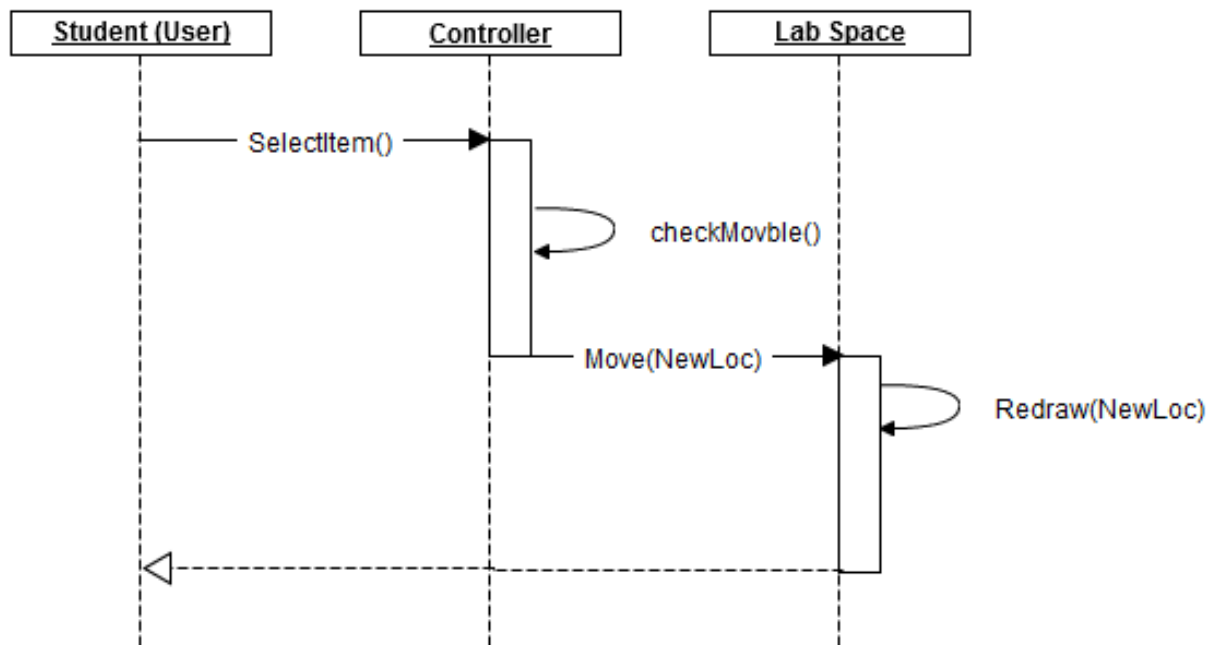 Student (User)
Controller
Lab Space
SelectItem()
checkMovble()
Move(NewLoc)
Redraw(NewLoc)